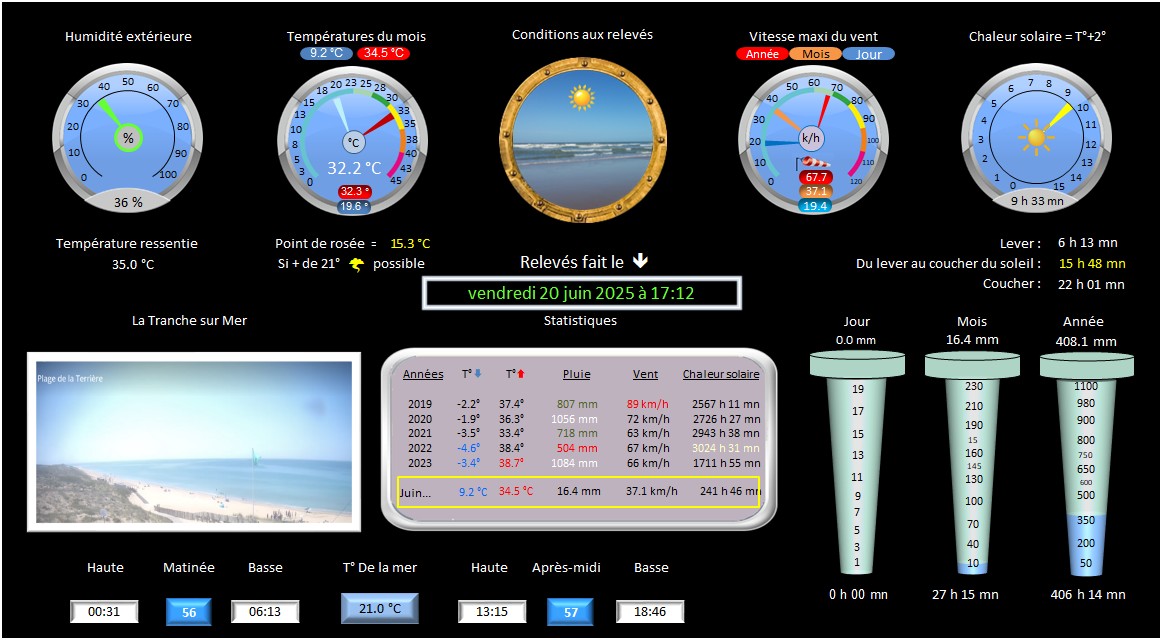 Humidité extérieure
Températures du mois
9.2 °C 34.5 °C
Conditions aux relevés
Vitesse maxi du vent
Année Mois Jour
Chaleur solaire = T°+2°
0 10 20 30 40 50 60 70 80 90 100
%
36 %
0 3 5 8 10 13 15 18 20 23 25 28 30 33 35 38 40 43 45
°C
32.2 °C
32.3 °
19.6 °
0 10 20 30 40 50 60 70 80 90 100 110 120
k/h
67.7
37.1
19.4
0 1 2 3 4 5 6 7 8 9 10 11 12 13 14 15
9 h 33 mn
Température ressentie
35.0 °C
Point de rosée = 15.3 °C
Si + de 21° possible
Relevés fait le
vendredi 20 juin 2025 à 17:12
Lever : 6 h 13 mn
Du lever au coucher du soleil : 15 h 48 mn
Coucher : 22 h 01 mn
La Tranche sur Mer
Plage de la Terrière
Statistiques
Années T° T° Pluie Vent Chaleur solaire
2019 -2.2° 37.4° 807 mm 89 km/h 2567 h 11 mn
2020 -1.9° 36.3° 1056 mm 72 km/h 2726 h 27 mn
2021 -3.5° 33.4° 718 mm 63 km/h 2943 h 38 mn
2022 -4.6° 38.4° 504 mm 67 km/h 3024 h 31 mn
2023 -3.4° 38.7° 1084 mm 66 km/h 1711 h 55 mn
Juin... 9.2 °C 34.5 °C 16.4 mm 37.1 km/h 241 h 46 mn
Jour
0.0 mm
19
17
15
13
11
9
7
5
3
1
0 h 00 mn
Mois
16.4 mm
230
210
190
15
160
145
130
100
70
40
10
27 h 15 mn
Année
408.1 mm
1100
980
900
800
750
650
600
500
350
200
50
406 h 14 mn
Haute Matinée Basse
00:31 56 06:13
T° De la mer
21.0 °C
Haute Après-midi Basse
13:15 57 18:46